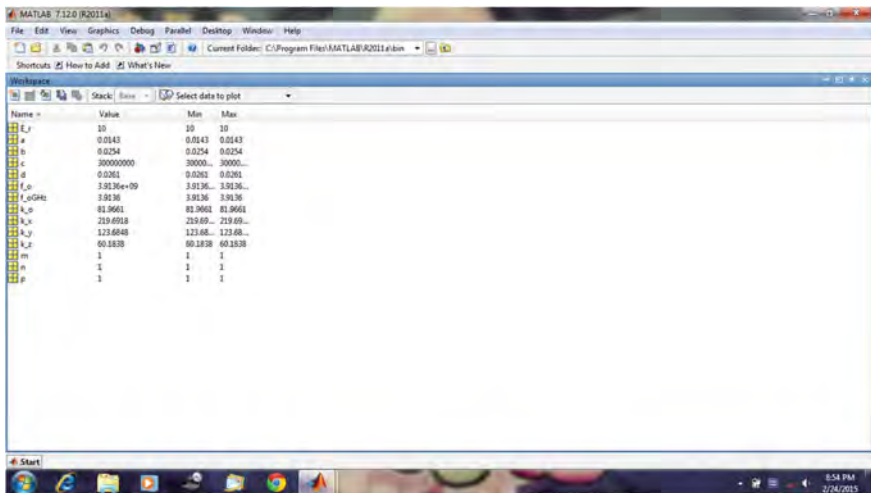 MATLAB 7.12.0 (R2011a)
File Edit View Graphics Debug Parallel Desktop Window Help
Current Folder: C:\Program Files\MATLAB\R2011a\bin
Shortcuts How to Add What's New
Workspace
Stack: Base Select data to plot
Name Value Min Max
E_r 10 10 10
a 0.0143 0.0143 0.0143
b 0.0254 0.0254 0.0254
c 300000000 30000... 30000...
d 0.0261 0.0261 0.0261
f_o 3.9136e+09 3.9136... 3.9136...
f_oGHz 3.9136 3.9136 3.9136
k_o 81.9661 81.9661 81.9661
k_x 219.6918 219.69... 219.69...
k_y 123.6848 123.68... 123.68...
k_z 60.1838 60.1838 60.1838
m 1 1 1
n 1 1 1
p 1 1 1
Start
8:54 PM
2/24/2015